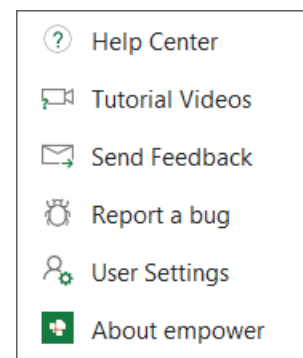 Help Center
Tutorial Videos
Send Feedback
Report a bug
User Settings
About empower